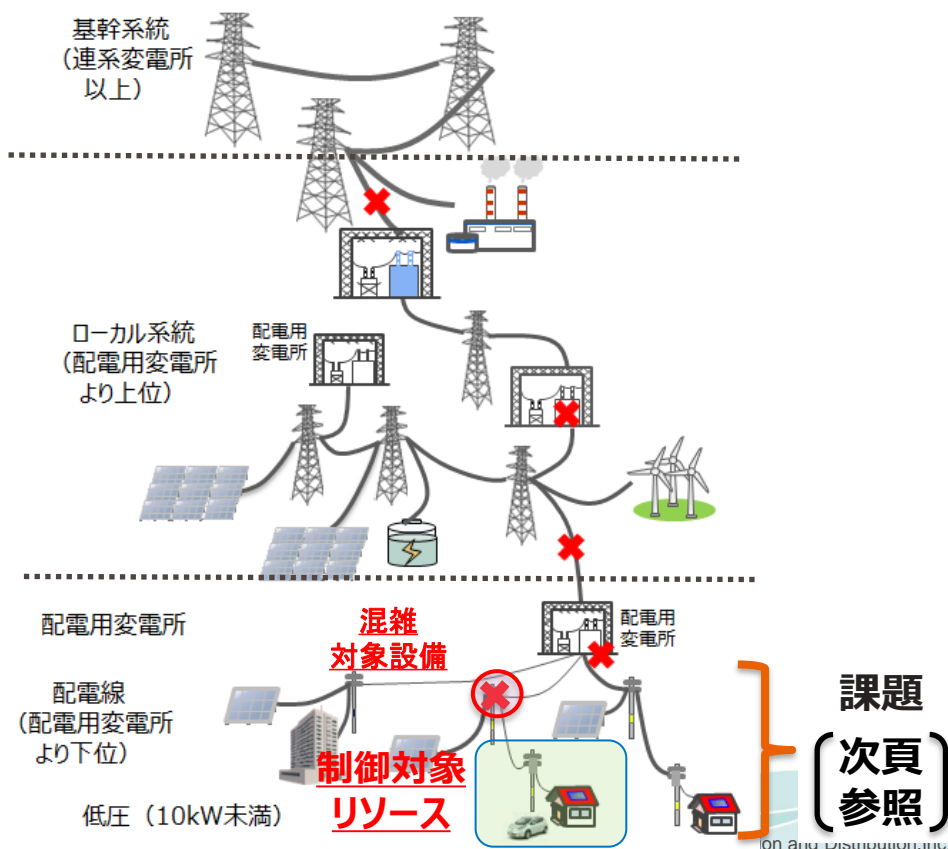 基幹系統
（連系変電所
以上）
ローカル系統
（配電用変電所
より上位）
配電用
変電所
配電用変電所
混雑
対象設備
配電用
変電所
配電線
（配電用変電所
より下位）
制御対象
リソース
低圧（10kW未満）
課題
次頁
参照
on and Distribution,Inc